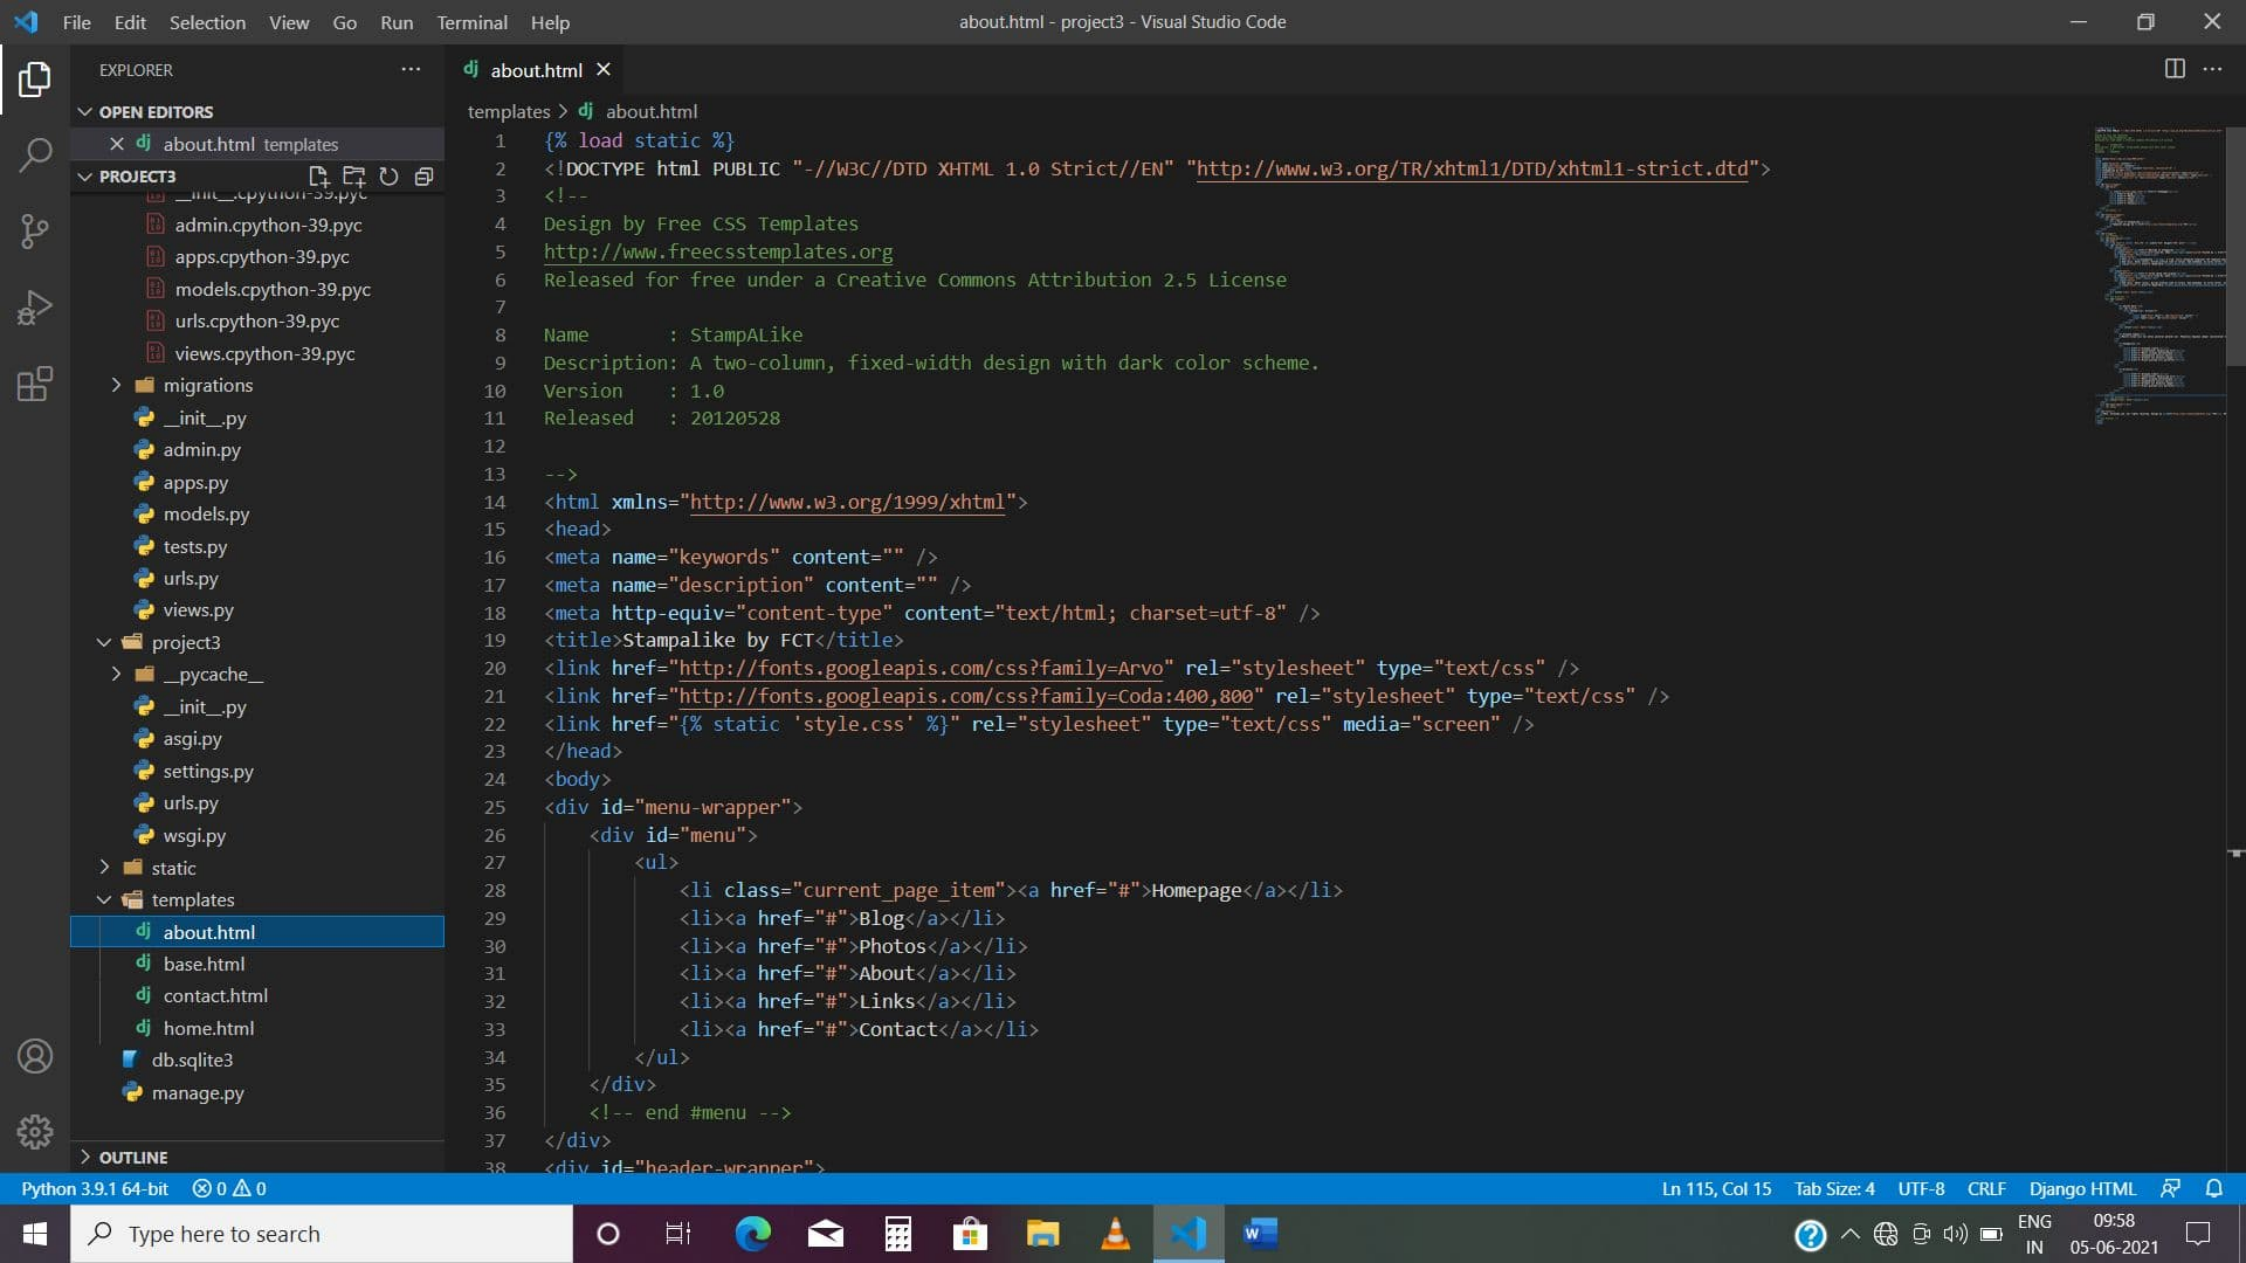 File Edit Selection View Go Run Terminal Help
about.html - project3 - Visual Studio Code
EXPLORER
OPEN EDITORS
about.html templates
PROJECT3
__init__.cpython-39.pyc
admin.cpython-39.pyc
apps.cpython-39.pyc
models.cpython-39.pyc
urls.cpython-39.pyc
views.cpython-39.pyc
migrations
__init__.py
admin.py
apps.py
models.py
tests.py
urls.py
views.py
project3
__pycache__
__init__.py
asgi.py
settings.py
urls.py
wsgi.py
static
templates
about.html
base.html
contact.html
home.html
db.sqlite3
manage.py
OUTLINE
about.html
templates > about.html
1 {% load static %}
2 <!DOCTYPE html PUBLIC "-//W3C//DTD XHTML 1.0 Strict//EN" "http://www.w3.org/TR/xhtml1/DTD/xhtml1-strict.dtd">
3 <!--
4 Design by Free CSS Templates
5 http://www.freecsstemplates.org
6 Released for free under a Creative Commons Attribution 2.5 License
7
8 Name       : StampALike
9 Description: A two-column, fixed-width design with dark color scheme.
10 Version    : 1.0
11 Released   : 20120528
12
13 -->
14 <html xmlns="http://www.w3.org/1999/xhtml">
15 <head>
16 <meta name="keywords" content="" />
17 <meta name="description" content="" />
18 <meta http-equiv="content-type" content="text/html; charset=utf-8" />
19 <title>Stampalike by FCT</title>
20 <link href="http://fonts.googleapis.com/css?family=Arvo" rel="stylesheet" type="text/css" />
21 <link href="http://fonts.googleapis.com/css?family=Coda:400,800" rel="stylesheet" type="text/css" />
22 <link href="{% static 'style.css' %}" rel="stylesheet" type="text/css" media="screen" />
23 </head>
24 <body>
25 <div id="menu-wrapper">
26     <div id="menu">
27         <ul>
28             <li class="current_page_item"><a href="#">Homepage</a></li>
29             <li><a href="#">Blog</a></li>
30             <li><a href="#">Photos</a></li>
31             <li><a href="#">About</a></li>
32             <li><a href="#">Links</a></li>
33             <li><a href="#">Contact</a></li>
34         </ul>
35     </div>
36     <!-- end #menu -->
37 </div>
38 <div id="header-wrapper">
Python 3.9.1 64-bit 0 0
Ln 115, Col 15 Tab Size: 4 UTF-8 CRLF Django HTML
Type here to search
ENG
IN
09:58
05-06-2021